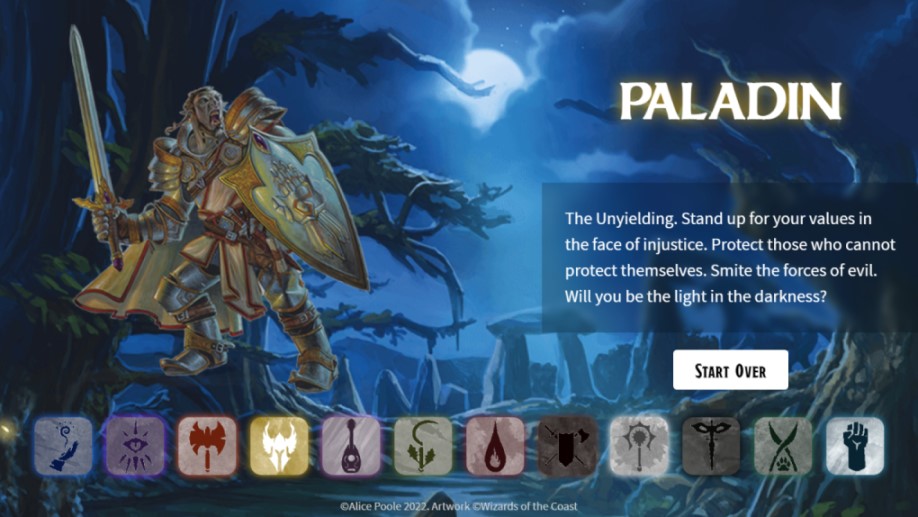 PALADIN
The Unyielding. Stand up for your values in
the face of injustice. Protect those who cannot
protect themselves. Smite the forces of evil.
Will you be the light in the darkness?
START OVER
©Alice Poole 2022. Artwork ©Wizards of the Coast